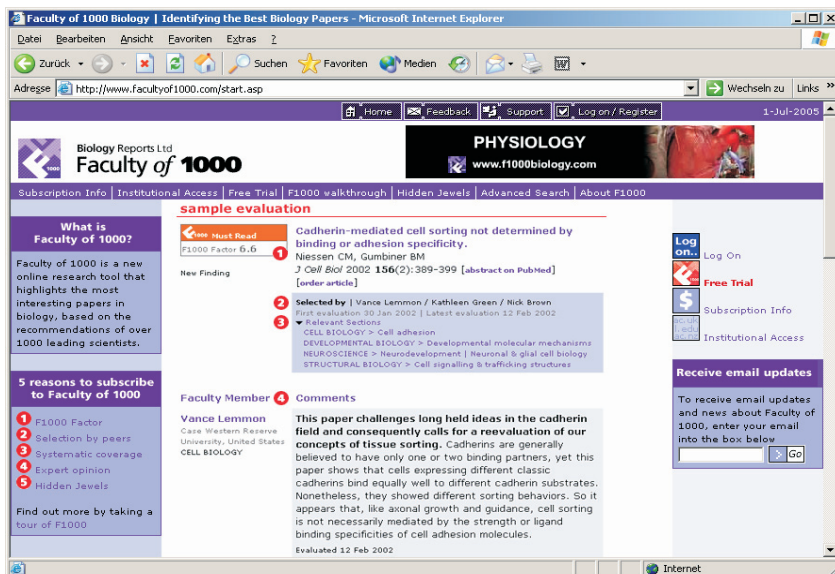 Faculty of 1000 Biology | Identifying the Best Biology Papers - Microsoft Internet Explorer
Datei Bearbeiten Ansicht Favoriten Extras ?
Zurück Suchen Favoriten Medien
Adresse http://www.facultyof1000.com/start.asp Wechseln zu Links »
Home Feedback Support Log on / Register 1-Jul-2005
Biology Reports Ltd
Faculty of 1000
PHYSIOLOGY
www.f1000biology.com
Subscription Info | Institutional Access | Free Trial | F1000 walkthrough | Hidden Jewels | Advanced Search | About F1000
What is
Faculty of 1000?
Faculty of 1000 is a new
online research tool that
highlights the most
interesting papers in
biology, based on the
recommendations of over
1000 leading scientists.
5 reasons to subscribe
to Faculty of 1000
1 F1000 Factor
2 Selection by peers
3 Systematic coverage
4 Expert opinion
5 Hidden Jewels
Find out more by taking a
tour of F1000
sample evaluation
1000 Must Read
F1000 Factor 6.6
1
New Finding
Cadherin-mediated cell sorting not determined by
binding or adhesion specificity.
Niessen CM, Gumbiner BM
J Cell Biol 2002 156(2):389-399 [abstract on PubMed]
[order article]
2 Selected by | Vance Lemmon / Kathleen Green / Nick Brown
First evaluation 30 Jan 2002 | Latest evaluation 12 Feb 2002
3 Relevant Sections
CELL BIOLOGY > Cell adhesion
DEVELOPMENTAL BIOLOGY > Developmental molecular mechanisms
NEUROSCIENCE > Neurodevelopment | Neuronal & glial cell biology
STRUCTURAL BIOLOGY > Cell signalling & trafficking structures
Faculty Member 4 Comments
Vance Lemmon
Case Western Reserve
University, United States
CELL BIOLOGY
This paper challenges long held ideas in the cadherin
field and consequently calls for a reevaluation of our
concepts of tissue sorting. Cadherins are generally
believed to have only one or two binding partners, yet this
paper shows that cells expressing different classic
cadherins bind equally well to different cadherin substrates.
Nonetheless, they showed different sorting behaviors. So it
appears that, like axonal growth and guidance, cell sorting
is not necessarily mediated by the strength or ligand
binding specificities of cell adhesion molecules.
Evaluated 12 Feb 2002
Log
on..
Log On
Free Trial
$
Subscription Info
Institutional Access
Receive email updates
To receive email updates
and news about Faculty of
1000, enter your email
into the box below
Go
Internet